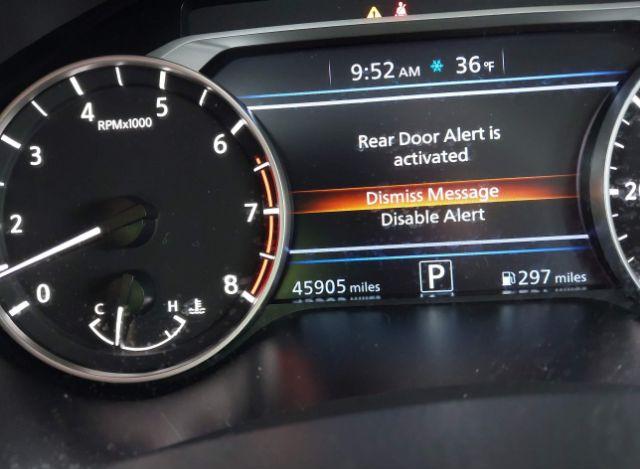 9:52 AM 36 °F
5
4
6
RPMx1000
3
Rear Door Alert is
activated
Dismiss Message
2
7
20
Disable Alert
0
8
45905 miles P 297 miles
C H